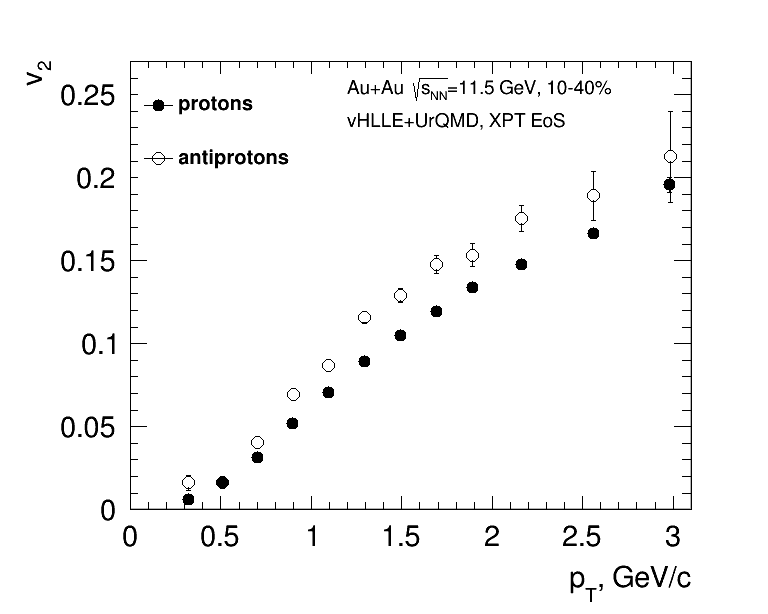 v2
0.25
0.2
0.15
0.1
0.05
0
protons
antiprotons
Au+Au √sNN=11.5 GeV, 10-40%
vHLLE+UrQMD, XPT EoS
0 0.5 1 1.5 2 2.5 3
pT, GeV/c